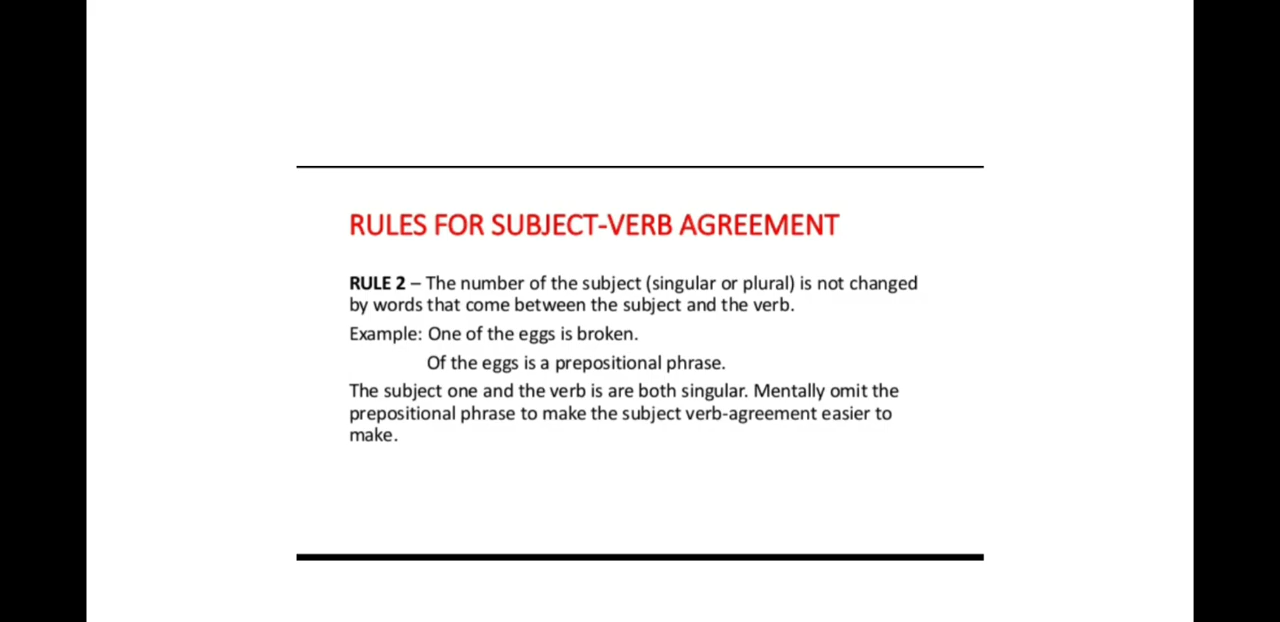 RULES FOR SUBJECT-VERB AGREEMENT
RULE 2 – The number of the subject (singular or plural) is not changed
by words that come between the subject and the verb.
Example: One of the eggs is broken.
Of the eggs is a prepositional phrase.
The subject one and the verb is are both singular. Mentally omit the
prepositional phrase to make the subject verb-agreement easier to
make.